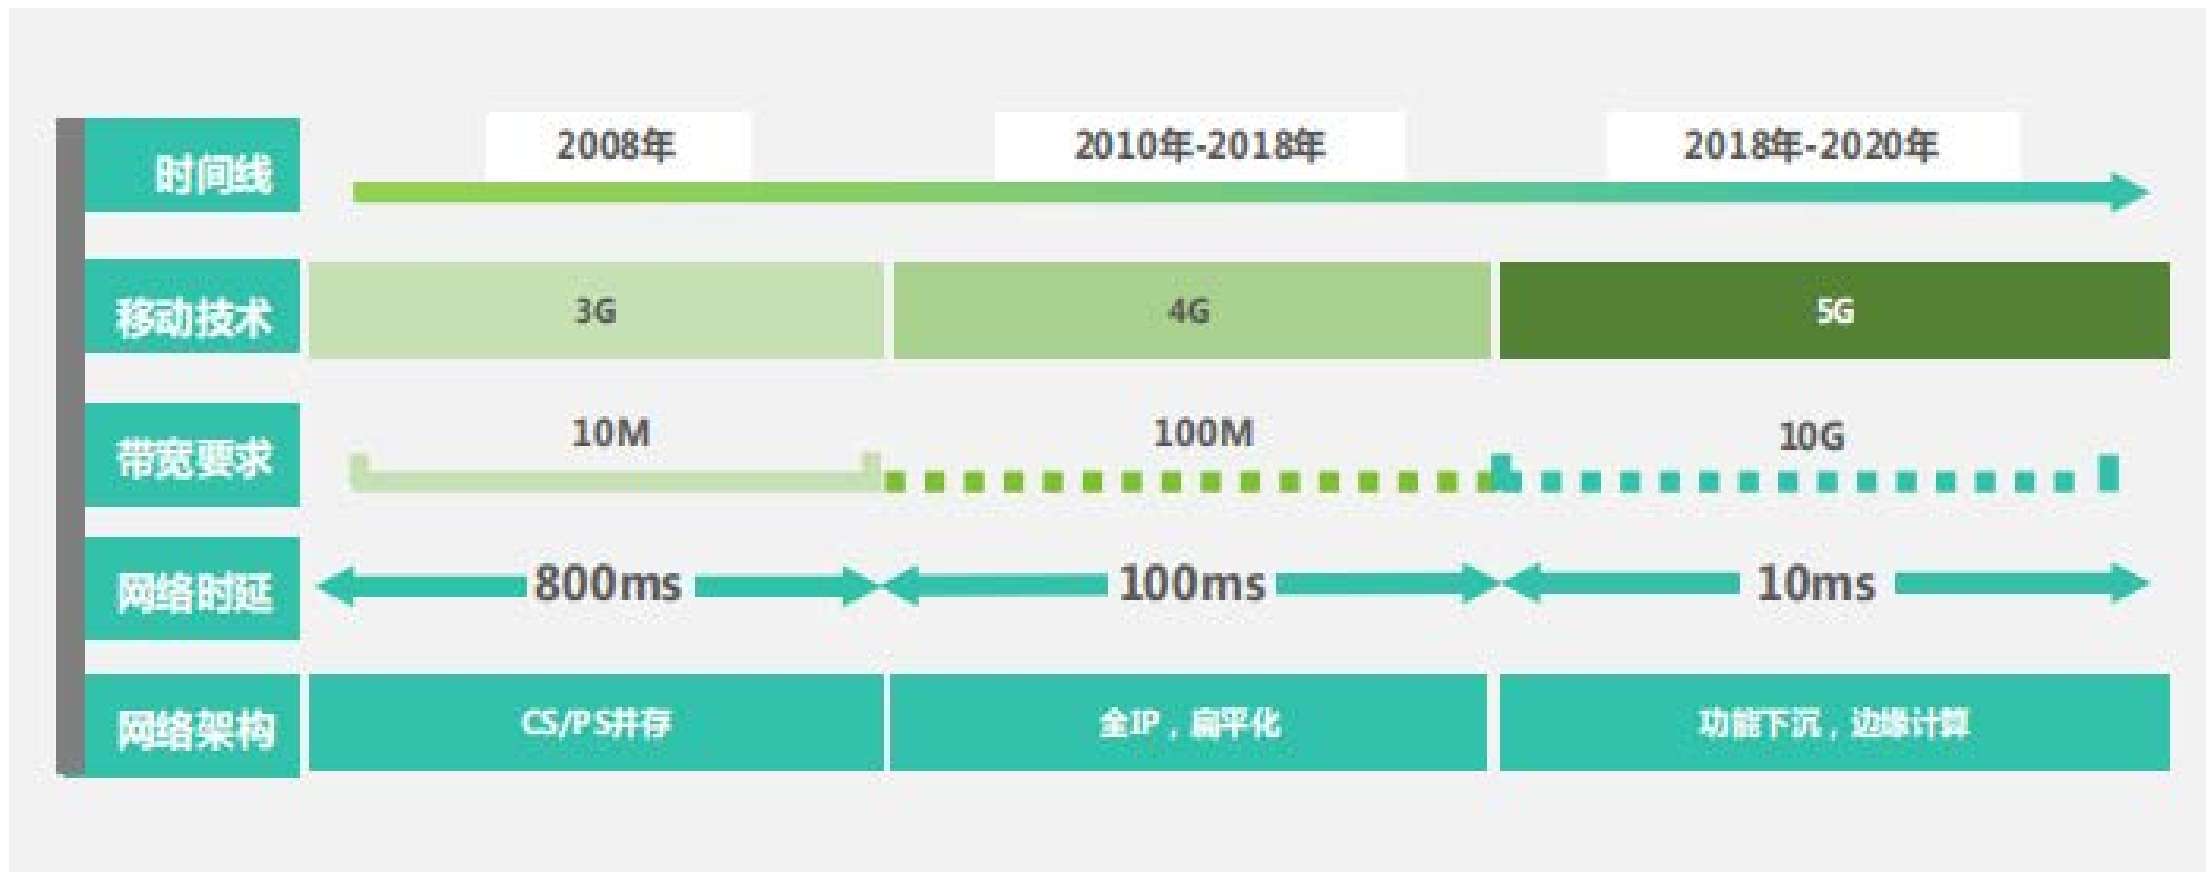 时间线
2008年
2010年-2018年
2018年-2020年
移动技术
3G
4G
5G
带宽要求
10M
100M
10G
网络时延
800ms
100ms
10ms
网络架构
CS/PS并存
全IP，扁平化
功能下沉，边缘计算